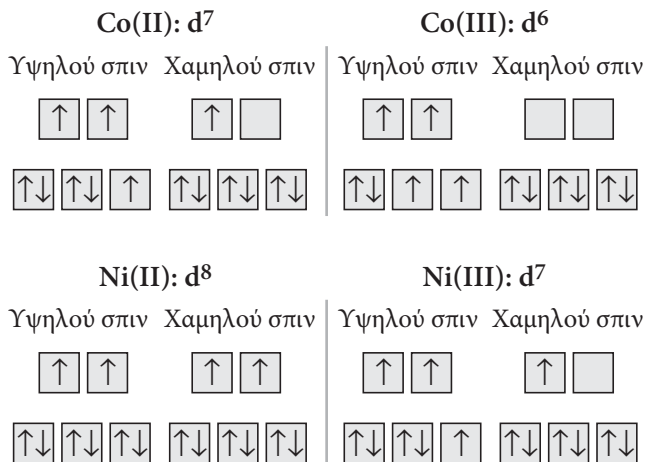 Co(II): d⁷ Co(III): d⁶
Υψηλού σπιν Χαμηλού σπιν Υψηλού σπιν Χαμηλού σπιν
↑ ↑ ↑ ↑ ↑
↑↓ ↑↓ ↑ ↑↓ ↑↓ ↑↓ ↑↓ ↑ ↑ ↑↓ ↑↓ ↑↓
Ni(II): d⁸ Ni(III): d⁷
Υψηλού σπιν Χαμηλού σπιν Υψηλού σπιν Χαμηλού σπιν
↑ ↑ ↑ ↑ ↑ ↑ ↑
↑↓ ↑↓ ↑↓ ↑↓ ↑↓ ↑↓ ↑↓ ↑↓ ↑ ↑↓ ↑↓ ↑↓